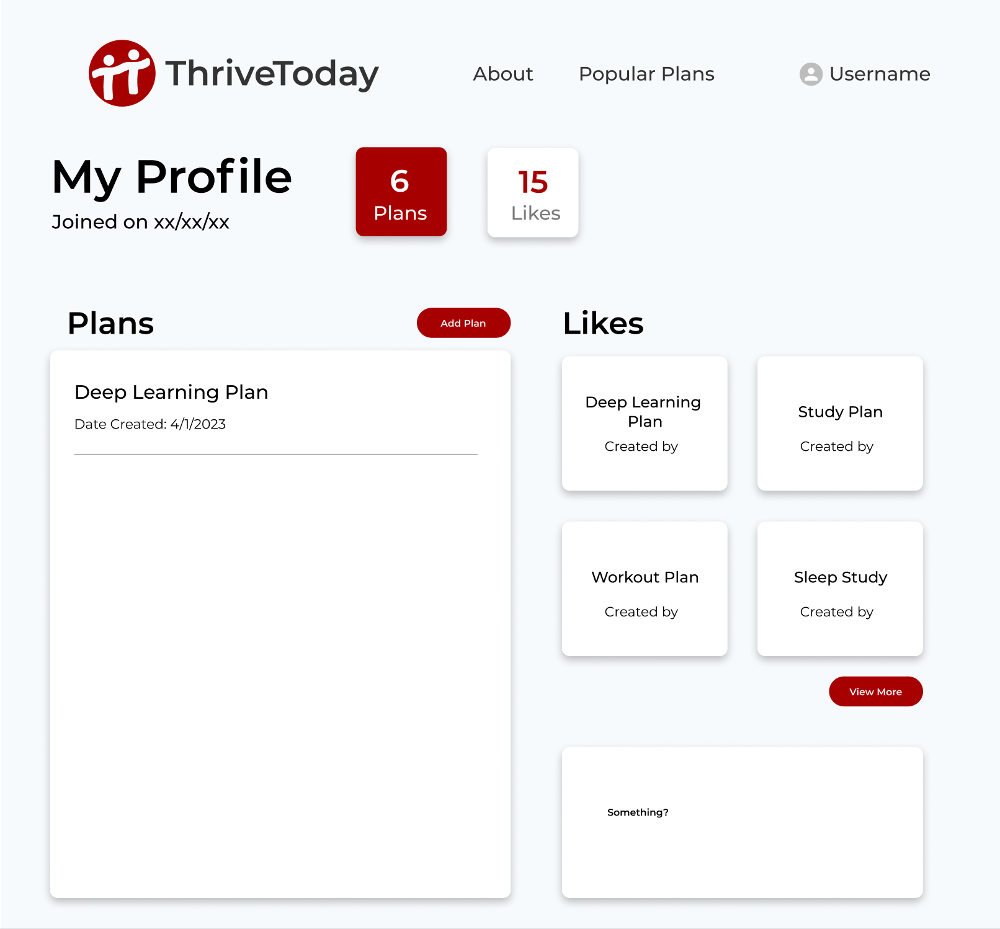 ThriveToday
About
Popular Plans
Username
My Profile
Joined on xx/xx/xx
6
Plans
15
Likes
Plans
Add Plan
Deep Learning Plan
Date Created: 4/1/2023
Likes
Deep Learning
Plan
Created by
Study Plan
Created by
Workout Plan
Created by
Sleep Study
Created by
View More
Something?